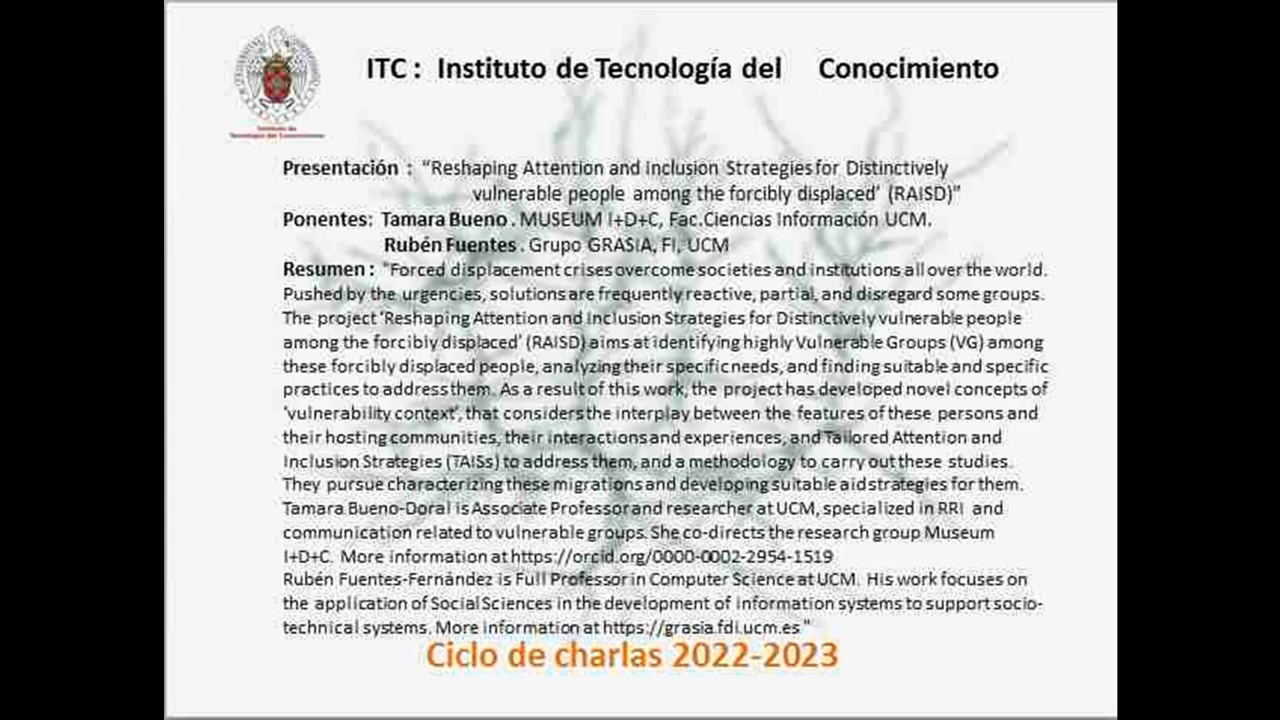 ITC : Instituto de Tecnología del Conocimiento
Instituto de
Tecnología del Conocimiento
Presentación : “Reshaping Attention and Inclusion Strategies for Distinctively
vulnerable people among the forcibly displaced’ (RAISD)”
Ponentes: Tamara Bueno . MUSEUM I+D+C, Fac.Ciencias Información UCM.
Rubén Fuentes . Grupo GRASIA, FI, UCM
Resumen : “Forced displacement crises overcome societies and institutions all over the world.
Pushed by the urgencies, solutions are frequently reactive, partial, and disregard some groups.
The project ‘Reshaping Attention and Inclusion Strategies for Distinctively vulnerable people
among the forcibly displaced’ (RAISD) aims at identifying highly Vulnerable Groups (VG) among
these forcibly displaced people, analyzing their specific needs, and finding suitable and specific
practices to address them. As a result of this work, the project has developed novel concepts of
‘vulnerability context’, that considers the interplay between the features of these persons and
their hosting communities, their interactions and experiences, and Tailored Attention and
Inclusion Strategies (TAISs) to address them, and a methodology to carry out these studies.
They pursue characterizing these migrations and developing suitable aid strategies for them.
Tamara Bueno-Doral is Associate Professor and researcher at UCM, specialized in RRI and
communication related to vulnerable groups. She co-directs the research group Museum
I+D+C. More information at https://orcid.org/0000-0002-2954-1519
Rubén Fuentes-Fernández is Full Professor in Computer Science at UCM. His work focuses on
the application of Social Sciences in the development of information systems to support socio-
technical systems. More information at https://grasia.fdi.ucm.es”
Ciclo de charlas 2022-2023